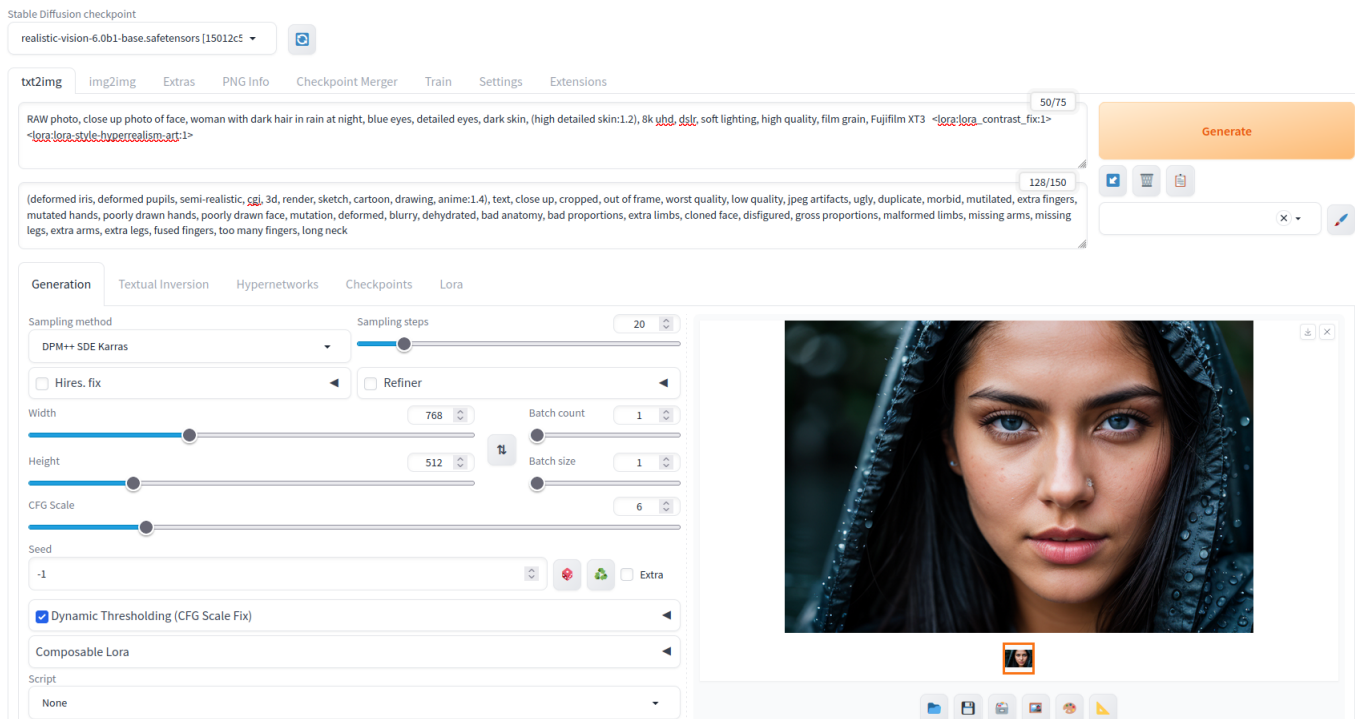 Stable Diffusion checkpoint
realistic-vision-6.0b1-base.safetensors [15012c5
txt2img img2img Extras PNG Info Checkpoint Merger Train Settings Extensions
50/75
RAW photo, close up photo of face, woman with dark hair in rain at night, blue eyes, detailed eyes, dark skin, (high detailed skin:1.2), 8k uhd, dslr, soft lighting, high quality, film grain, Fujifilm XT3 <lora:lora_contrast_fix:1>
<lora:lora-style-hyperrealism-art:1>
Generate
128/150
(deformed iris, deformed pupils, semi-realistic, cgi, 3d, render, sketch, cartoon, drawing, anime:1.4), text, close up, cropped, out of frame, worst quality, low quality, jpeg artifacts, ugly, duplicate, morbid, mutilated, extra fingers,
mutated hands, poorly drawn hands, poorly drawn face, mutation, deformed, blurry, dehydrated, bad anatomy, bad proportions, extra limbs, cloned face, disfigured, gross proportions, malformed limbs, missing arms, missing
legs, extra arms, extra legs, fused fingers, too many fingers, long neck
Generation Textual Inversion Hypernetworks Checkpoints Lora
Sampling method
DPM++ SDE Karras
Sampling steps
20
Hires. fix
Refiner
Width
768
Batch count
1
Height
512
Batch size
1
CFG Scale
6
Seed
-1
Extra
Dynamic Thresholding (CFG Scale Fix)
Composable Lora
Script
None